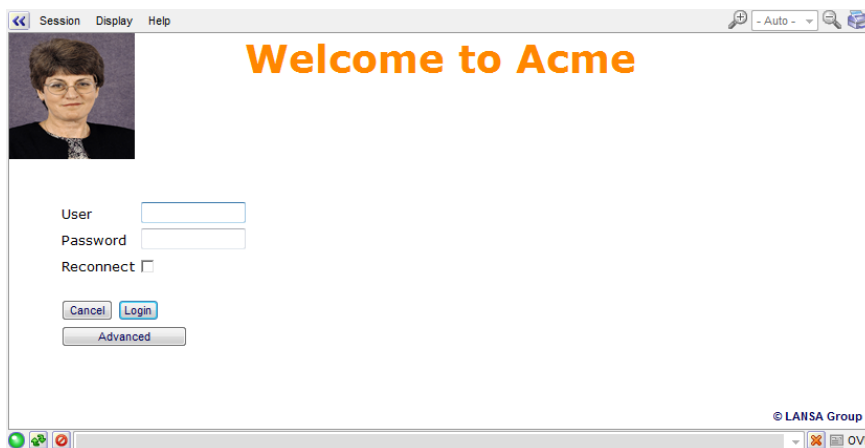 Session Display Help - Auto -
Welcome to Acme
User
Password
Reconnect
Cancel Login
Advanced
© LANSA Group
OV